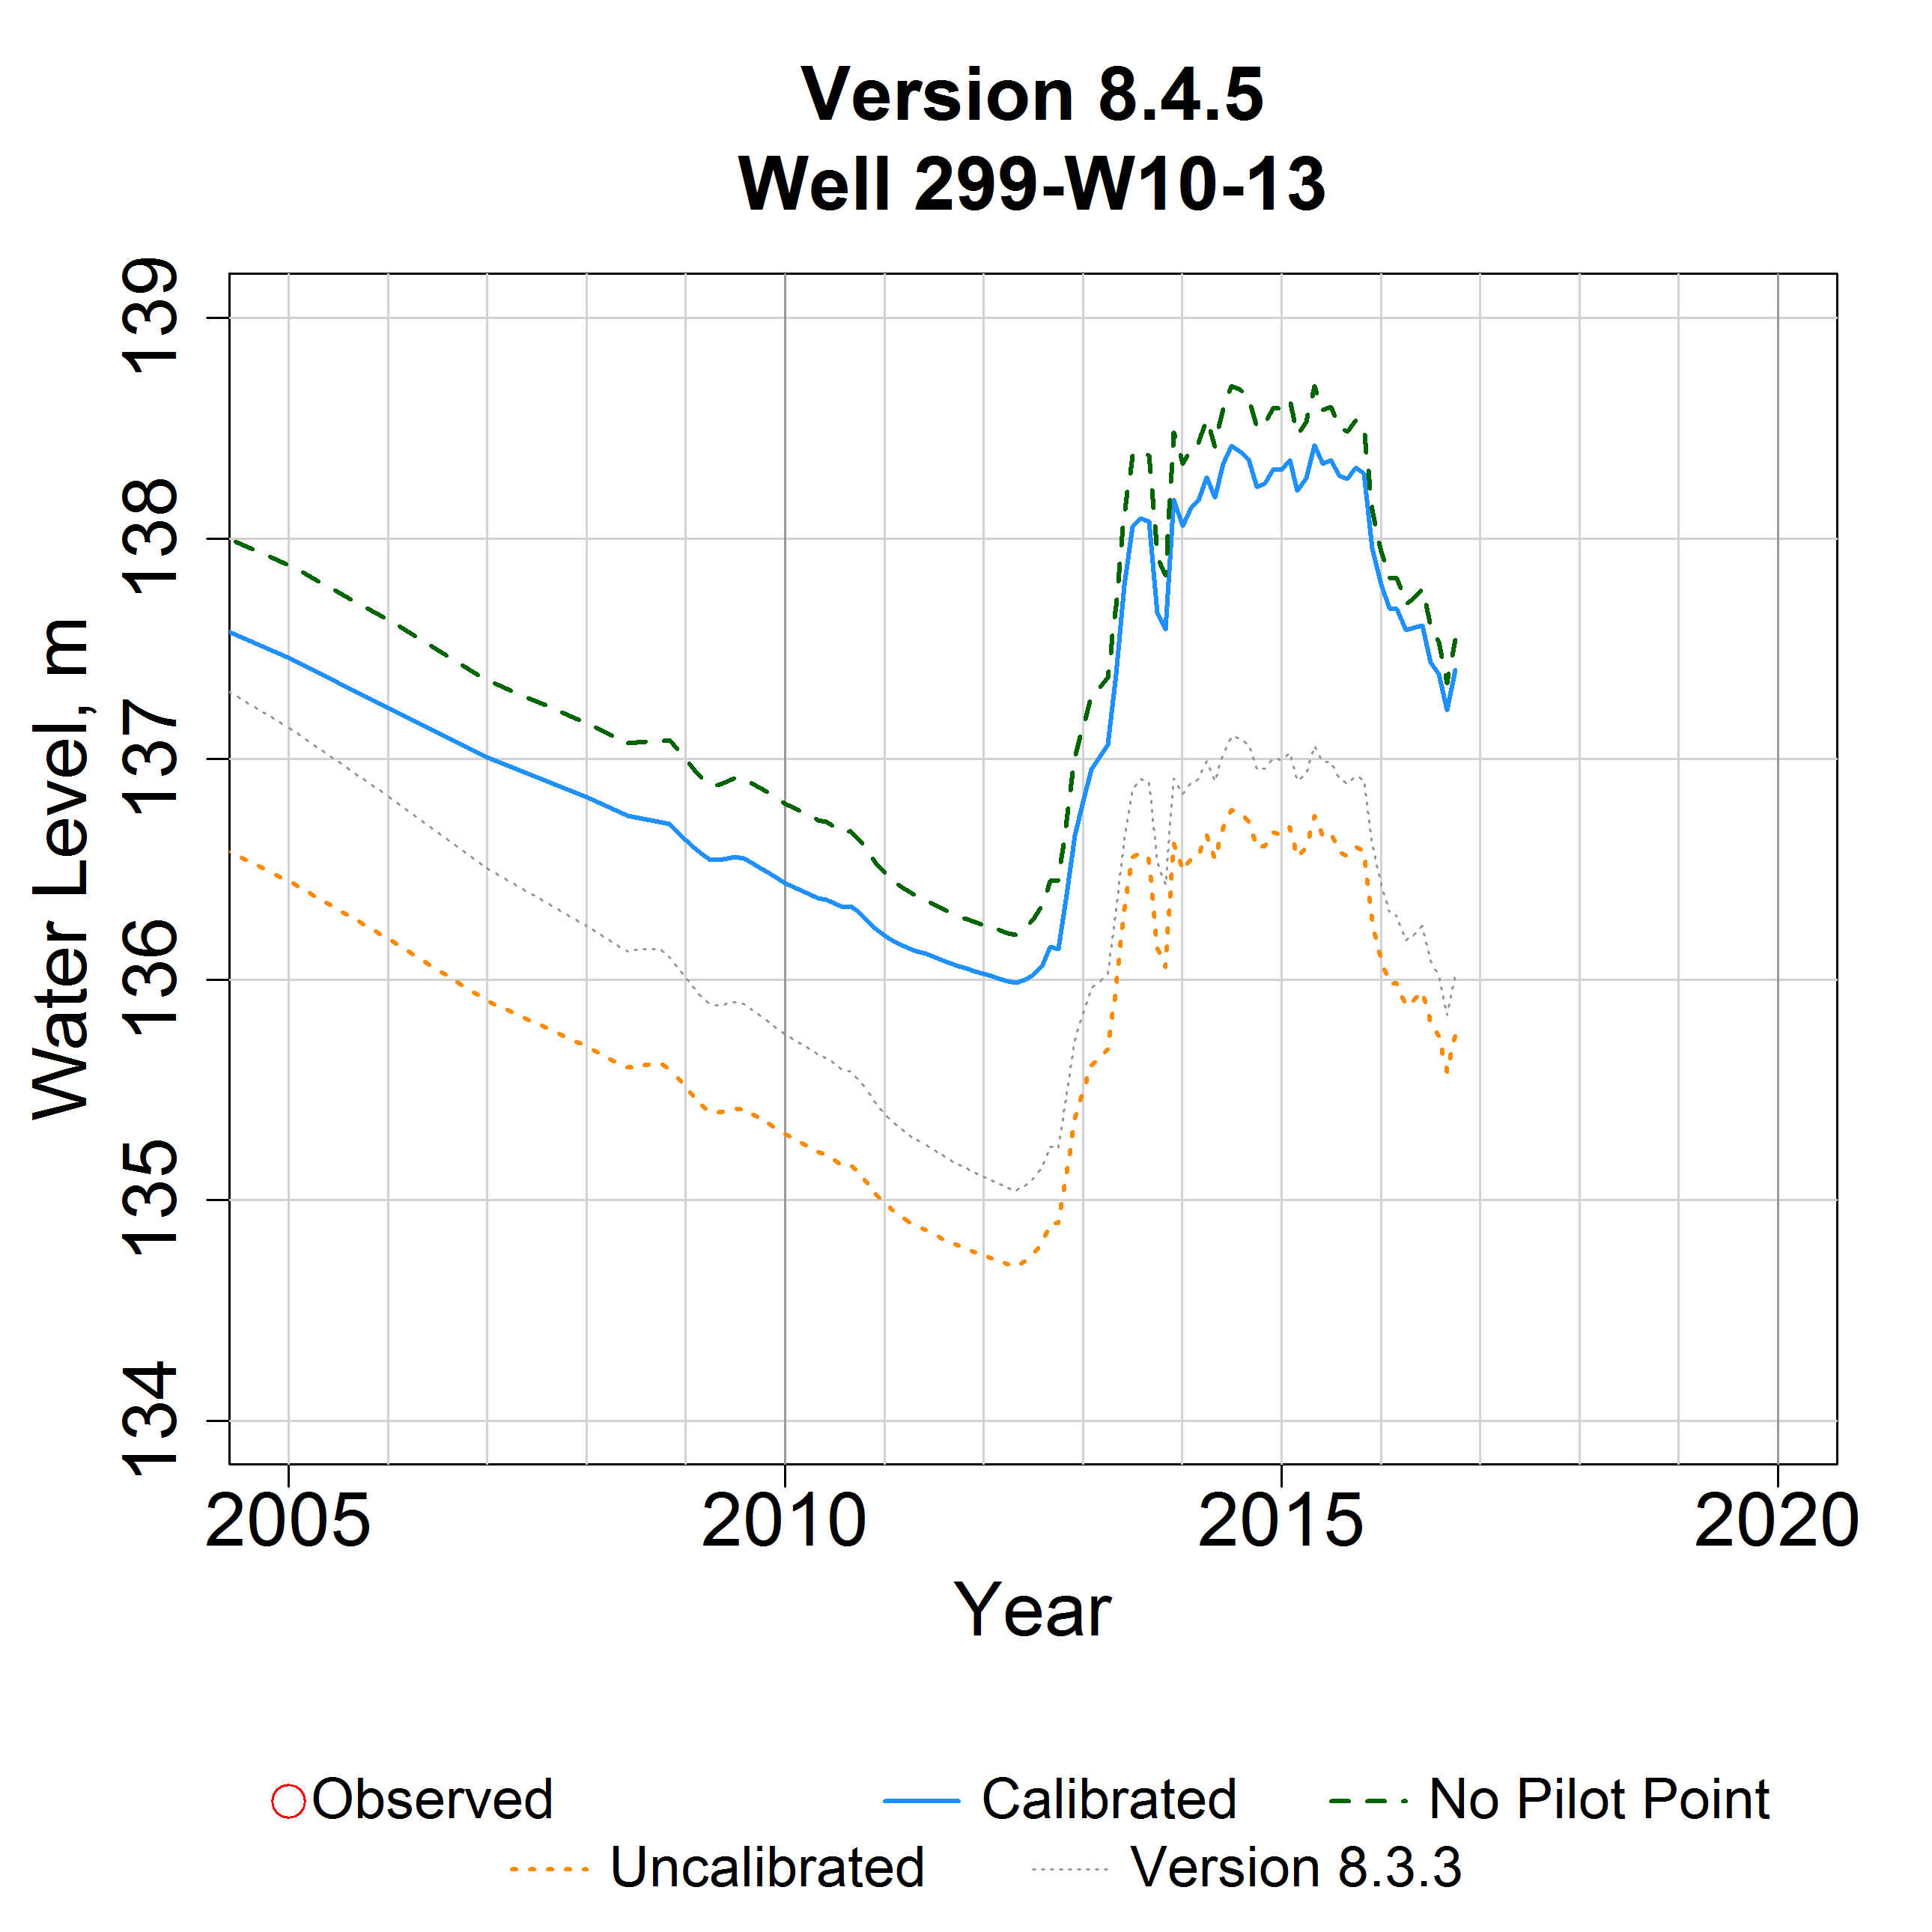 Version 8.4.5
Well 299-W10-13
Water Level, m
139
138
137
136
135
134
2005 2010 2015 2020
Year
Observed Calibrated No Pilot Point
Uncalibrated Version 8.3.3